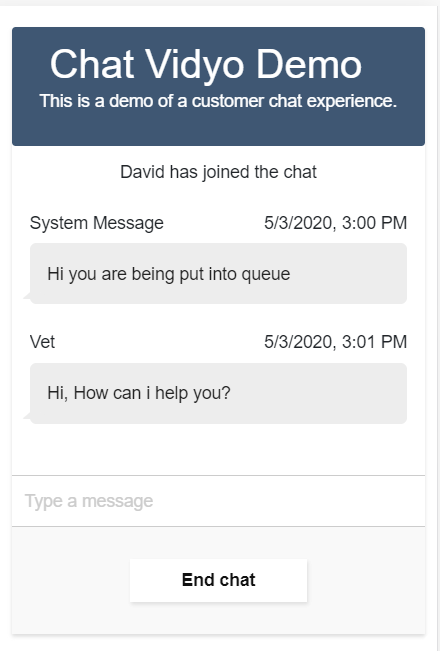 Chat Vidyo Demo
This is a demo of a customer chat experience.
David has joined the chat
System Message 5/3/2020, 3:00 PM
Hi you are being put into queue
Vet 5/3/2020, 3:01 PM
Hi, How can i help you?
Type a message
End chat